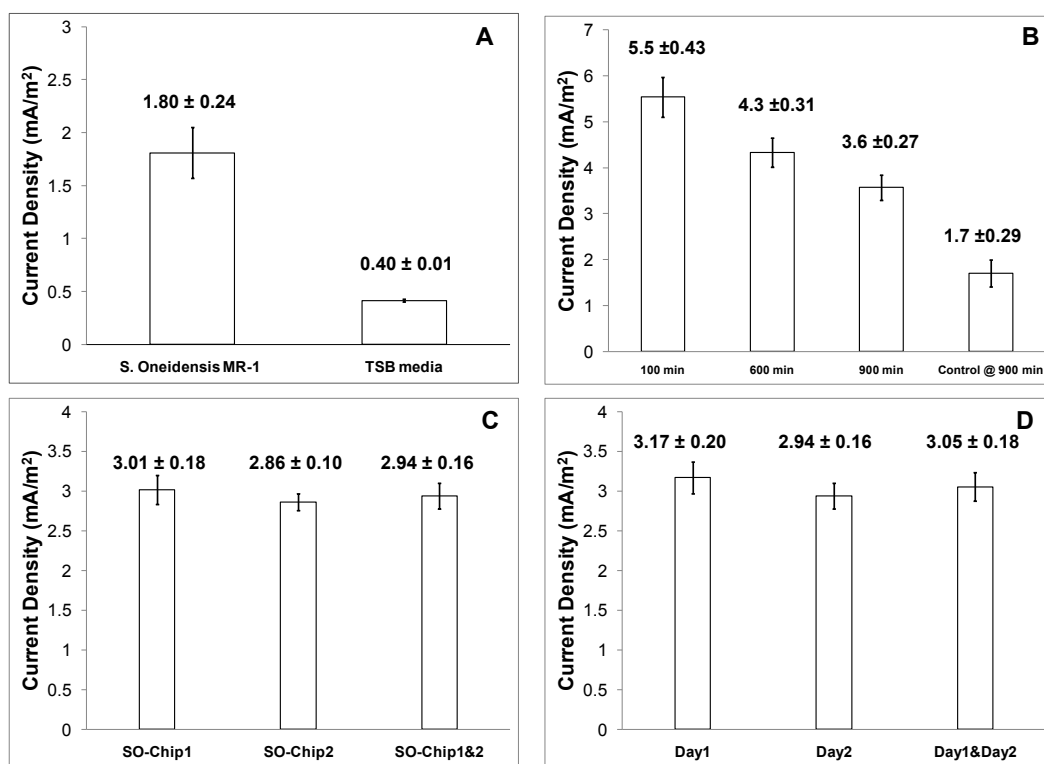 A
Current Density (mA/m²)
3
2.5
2
1.5
1
0.5
0
1.80 ± 0.24
0.40 ± 0.01
S. Oneidensis MR-1 TSB media
B
Current Density (mA/m²)
7
6
5
4
3
2
1
0
5.5 ±0.43
4.3 ±0.31
3.6 ±0.27
1.7 ±0.29
100 min 600 min 900 min Control @ 900 min
C
Current Density (mA/m²)
4
3.5
3
2.5
2
1.5
1
0.5
0
3.01 ± 0.18 2.86 ± 0.10 2.94 ± 0.16
SO-Chip1 SO-Chip2 SO-Chip1&2
D
Current Density (mA/m²)
4
3.5
3
2.5
2
1.5
1
0.5
0
3.17 ± 0.20 2.94 ± 0.16 3.05 ± 0.18
Day1 Day2 Day1&Day2